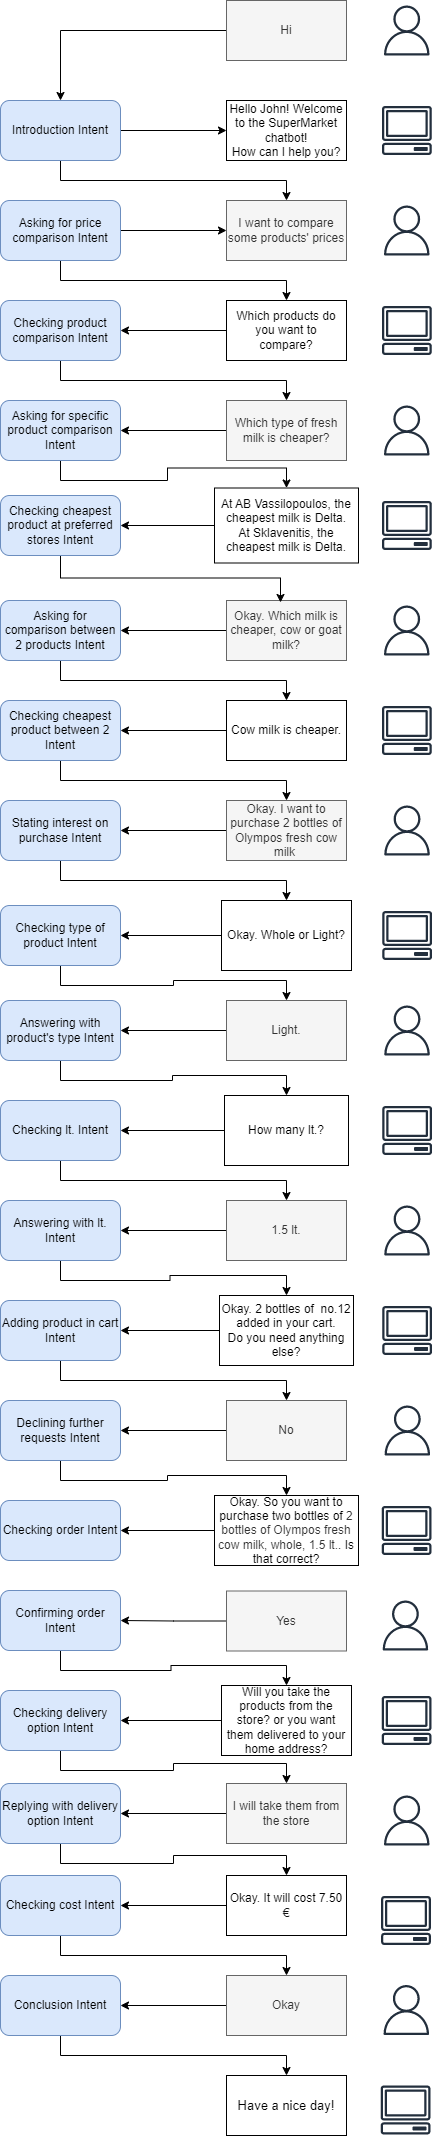 Hi
Introduction Intent
Hello John! Welcome
to the SuperMarket
chatbot!
How can I help you?
Asking for price
comparison Intent
I want to compare
some products' prices
Checking product
comparison Intent
Which products do
you want to
compare?
Asking for specific
product comparison
Intent
Which type of fresh
milk is cheaper?
Checking cheapest
product at preferred
stores Intent
At AB Vassilopoulos, the
cheapest milk is Delta.
At Sklavenitis, the
cheapest milk is Delta.
Asking for
comparison between
2 products Intent
Okay. Which milk is
cheaper, cow or goat
milk?
Checking cheapest
product between 2
Intent
Cow milk is cheaper.
Stating interest on
purchase Intent
Okay. I want to
purchase 2 bottles of
Olympos fresh cow
milk
Checking type of
product Intent
Okay. Whole or Light?
Answering with
product's type Intent
Light.
Checking lt. Intent
How many lt.?
Answering with lt.
Intent
1.5 lt.
Adding product in cart
Intent
Okay. 2 bottles of  no.12
added in your cart.
Do you need anything
else?
Declining further
requests Intent
No
Checking order Intent
Okay. So you want to
purchase two bottles of 2
bottles of Olympos fresh
cow milk, whole, 1.5 lt.. Is
that correct?
Confirming order
Intent
Yes
Checking delivery
option Intent
Will you take the
products from the
store? or you want
them delivered to your
home address?
Replying with delivery
option Intent
I will take them from
the store
Checking cost Intent
Okay. It will cost 7.50
€
Conclusion Intent
Okay
Have a nice day!